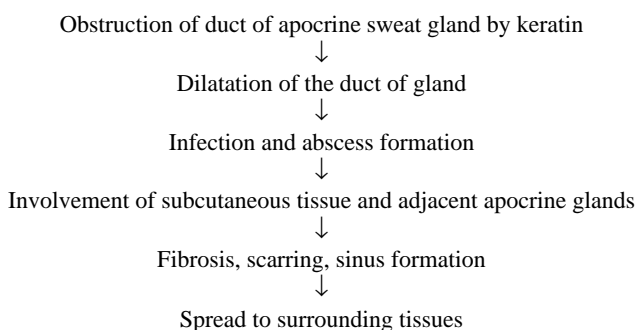 Obstruction of duct of apocrine sweat gland by keratin
↓
Dilatation of the duct of gland
↓
Infection and abscess formation
↓
Involvement of subcutaneous tissue and adjacent apocrine glands
↓
Fibrosis, scarring, sinus formation
↓
Spread to surrounding tissues